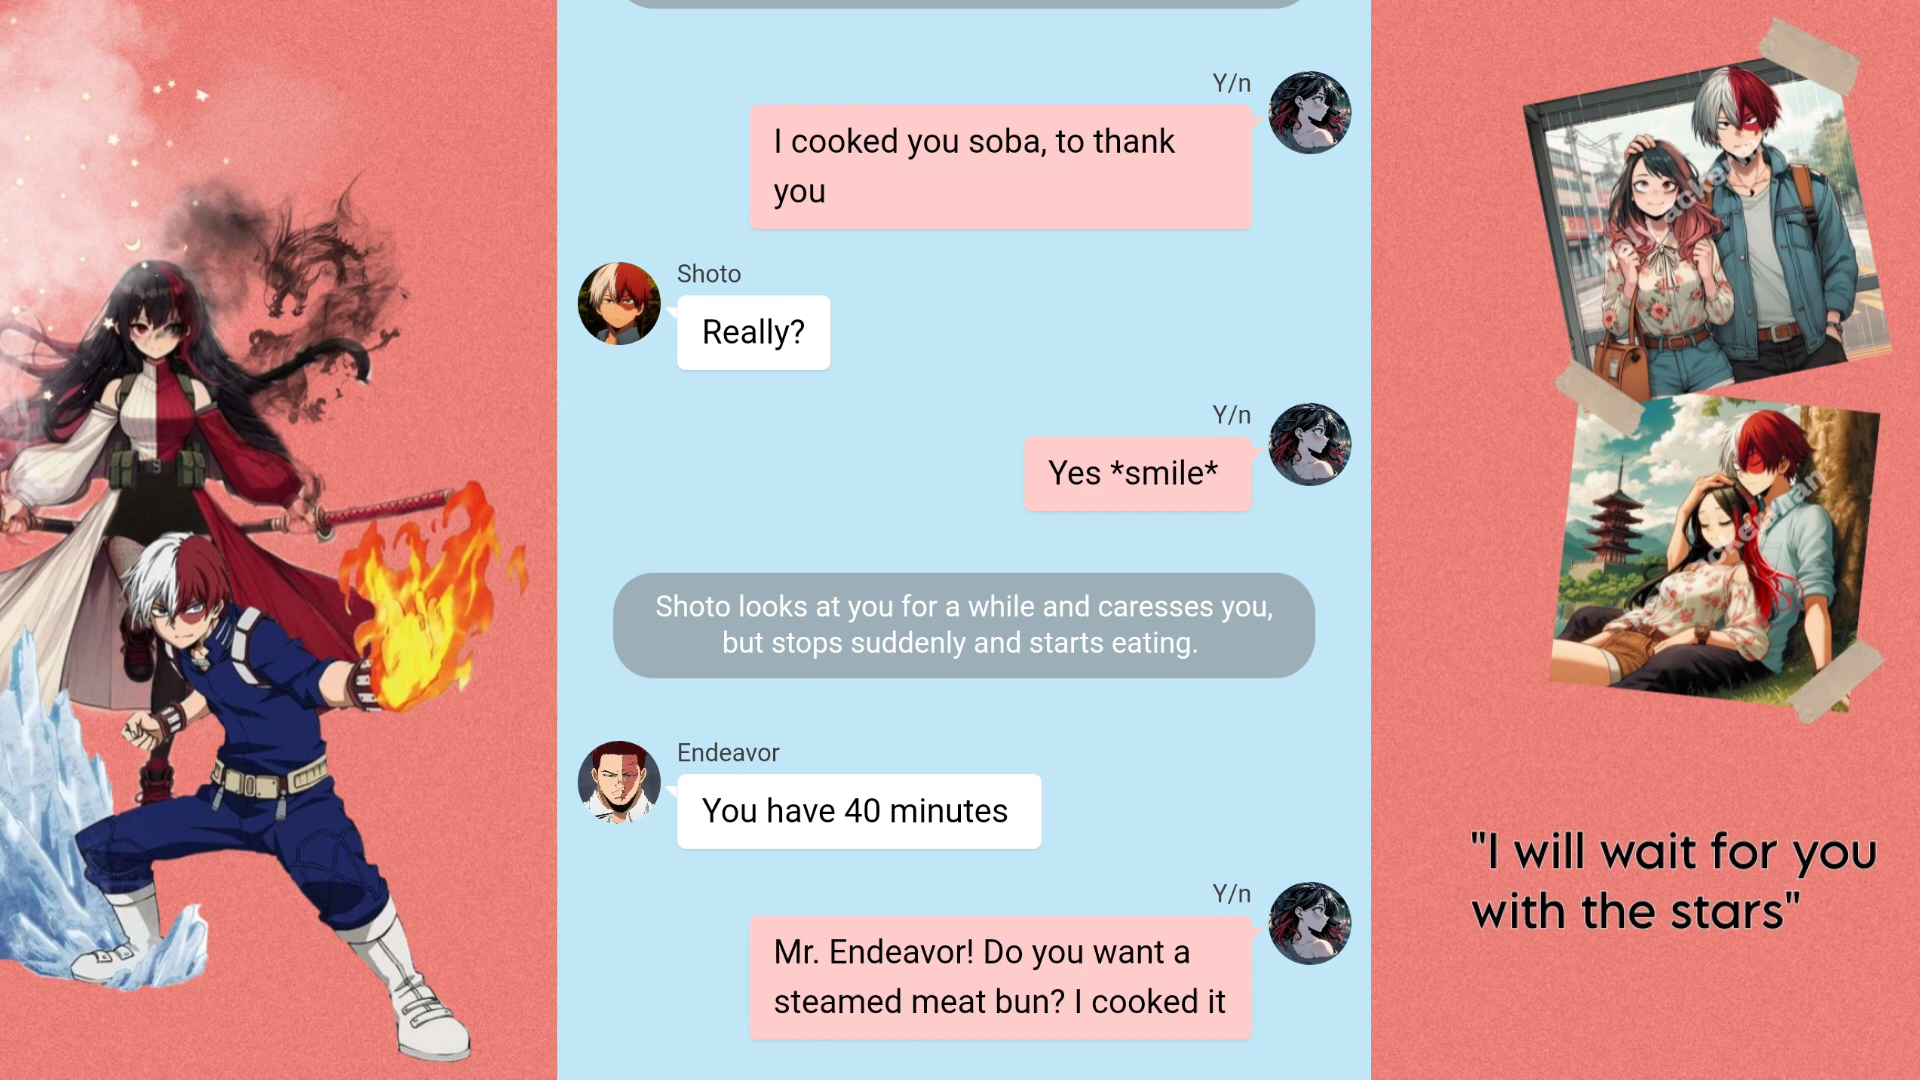 Y/n
I cooked you soba, to thank
you
Shoto
Really?
Y/n
Yes *smile*
Shoto looks at you for a while and caresses you,
but stops suddenly and starts eating.
Endeavor
You have 40 minutes
Y/n
Mr. Endeavor! Do you want a
steamed meat bun? I cooked it
"I will wait for you
with the stars"